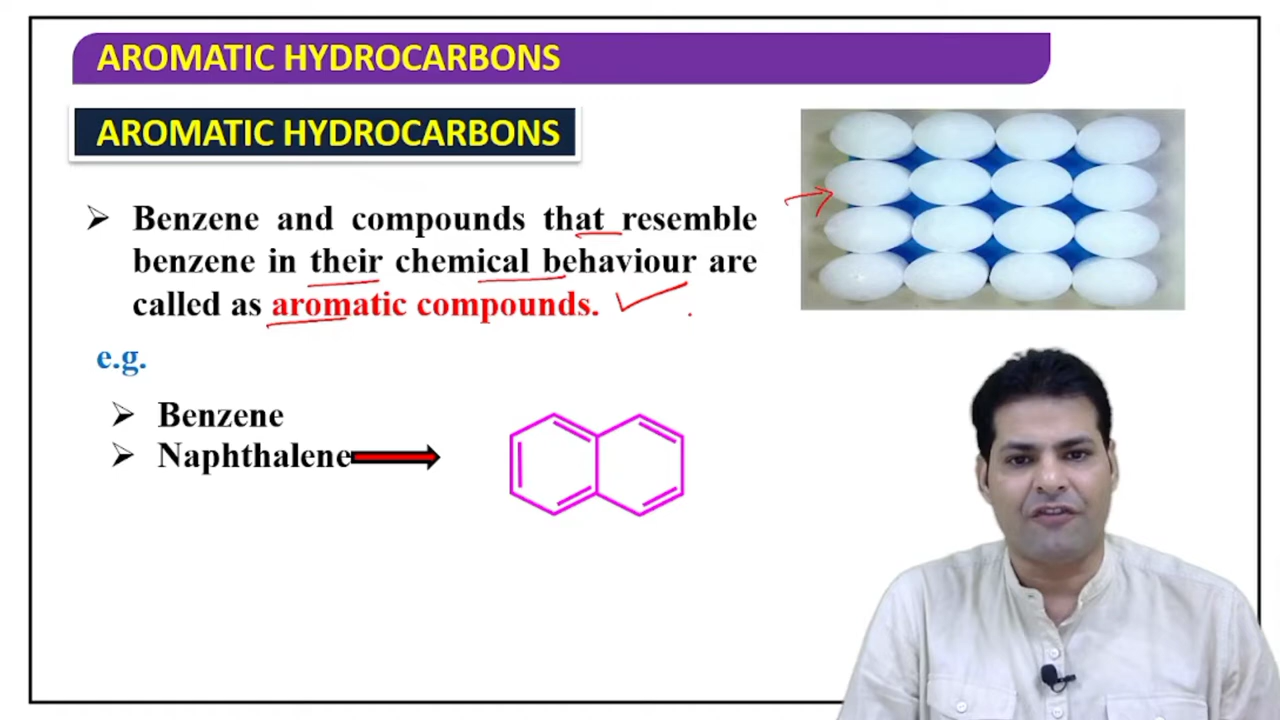 AROMATIC HYDROCARBONS
AROMATIC HYDROCARBONS
Benzene and compounds that resemble
benzene in their chemical behaviour are
called as aromatic compounds.
e.g.
Benzene
Naphthalene